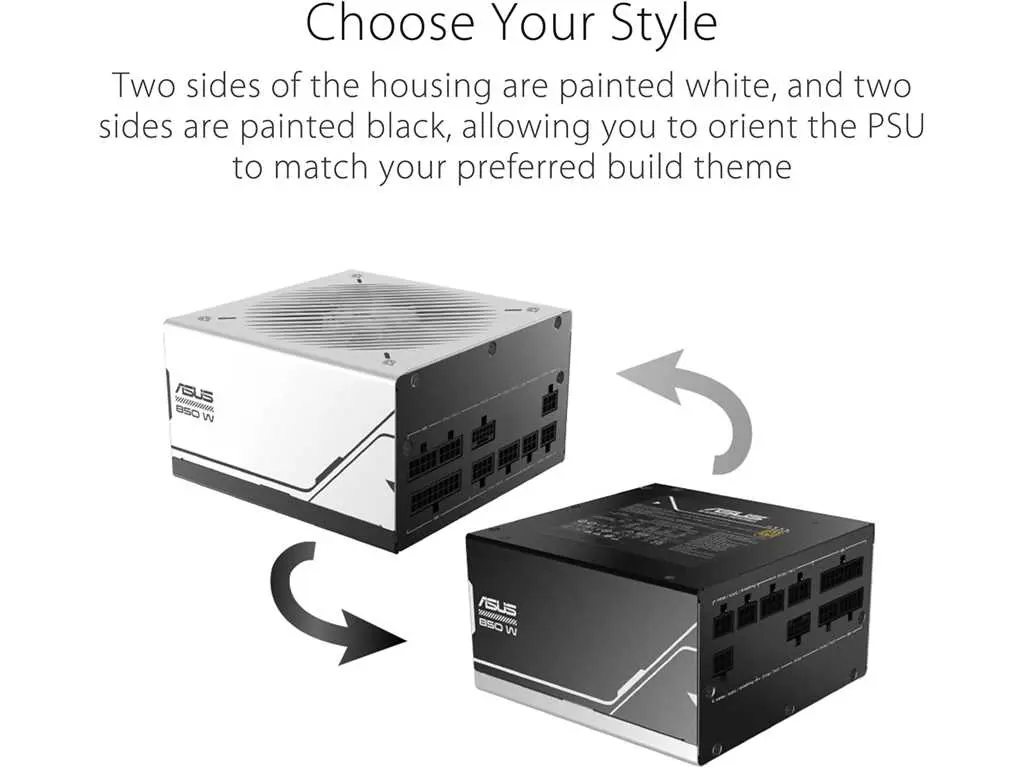 Choose Your Style
Two sides of the housing are painted white, and two
sides are painted black, allowing you to orient the PSU
to match your preferred build theme
ASUS
850 W
ASUS
ASUS
850 W